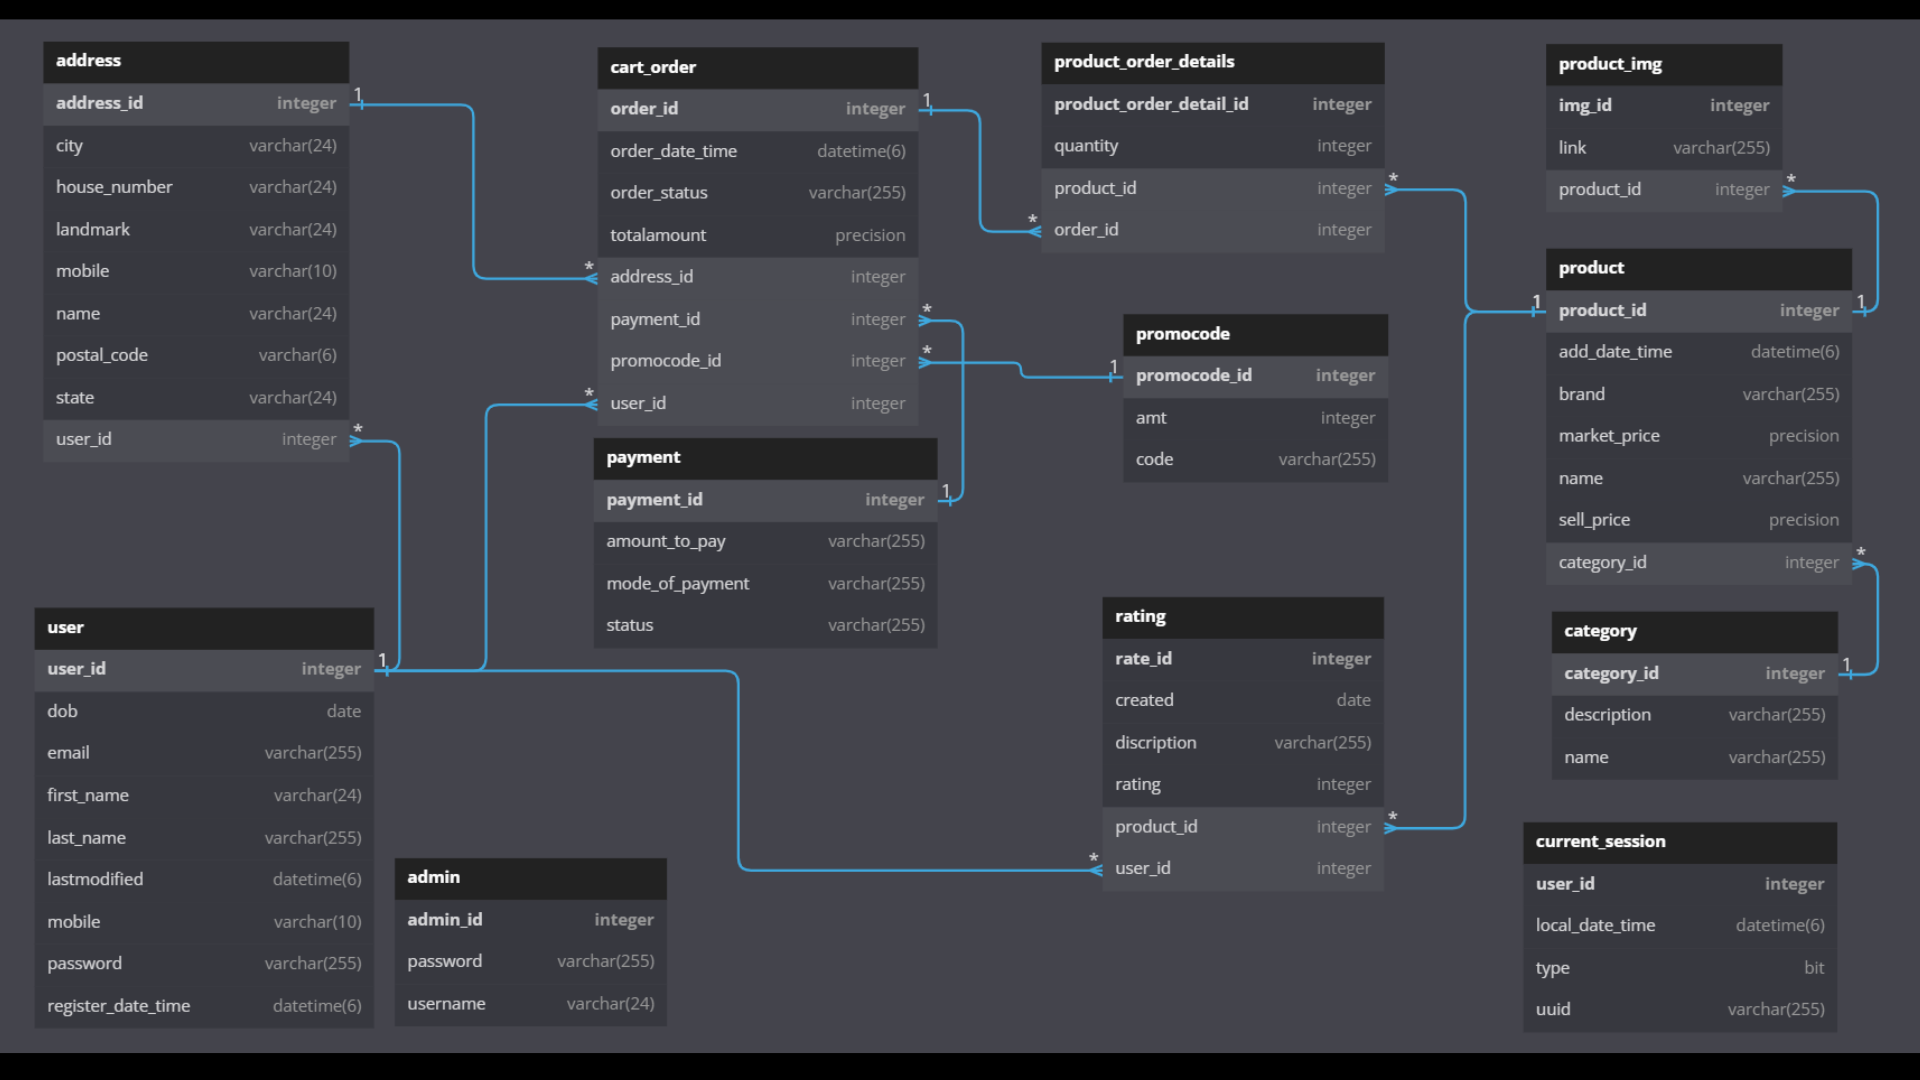 address
address_id integer
city varchar(24)
house_number varchar(24)
landmark varchar(24)
mobile varchar(10)
name varchar(24)
postal_code varchar(6)
state varchar(24)
user_id integer
1
*
cart_order
order_id integer
order_date_time datetime(6)
order_status varchar(255)
totalamount precision
address_id integer
payment_id integer
promocode_id integer
user_id integer
1
*
*
*
*
payment
payment_id integer
amount_to_pay varchar(255)
mode_of_payment varchar(255)
status varchar(255)
1
product_order_details
product_order_detail_id integer
quantity integer
product_id integer
order_id integer
*
*
promocode
promocode_id integer
amt integer
code varchar(255)
1
product_img
img_id integer
link varchar(255)
product_id integer
*
product
product_id integer
add_date_time datetime(6)
brand varchar(255)
market_price precision
name varchar(255)
sell_price precision
category_id integer
1
1
*
user
user_id integer
dob date
email varchar(255)
first_name varchar(24)
last_name varchar(255)
lastmodified datetime(6)
mobile varchar(10)
password varchar(255)
register_date_time datetime(6)
1
admin
admin_id integer
password varchar(255)
username varchar(24)
rating
rate_id integer
created date
discription varchar(255)
rating integer
product_id integer
user_id integer
*
*
category
category_id integer
description varchar(255)
name varchar(255)
1
current_session
user_id integer
local_date_time datetime(6)
type bit
uuid varchar(255)